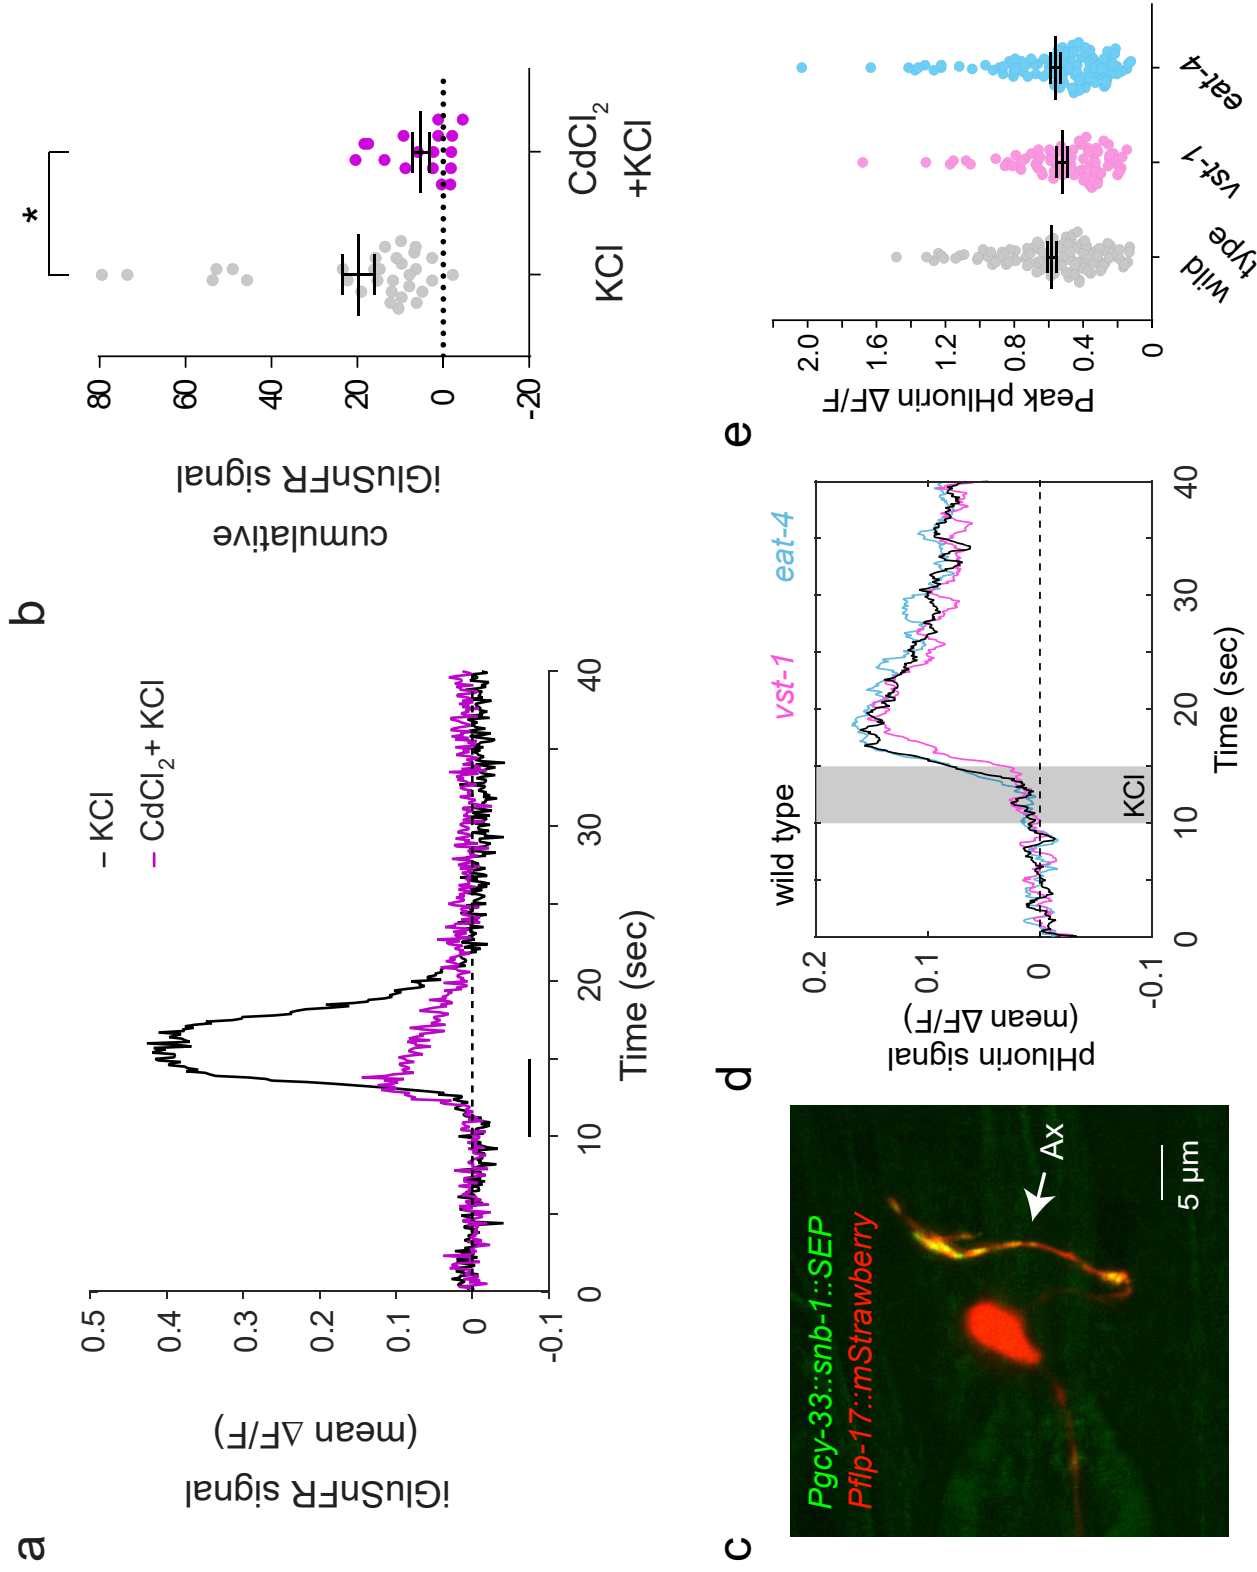 a
iGluSnFR signal
(mean ΔF/F)
0.5
0.4
0.3
0.2
0.1
0
-0.1
0
10
20
30
40
Time (sec)
– KCl
– CdCl2 + KCl
b
cumulative
iGluSnFR signal
80
60
40
20
0
-20
*
KCl
CdCl2
+KCl
c
Pgcy-33::snb-1::SEP
Pflp-17::mStrawberry
Ax
5 µm
d
pHluorin signal
(mean ΔF/F)
0.2
0.1
0
-0.1
wild type
vst-1
eat-4
KCl
0
10
20
30
40
Time (sec)
e
Peak pHluorin ΔF/F
2.0
1.6
1.2
0.8
0.4
0
wild
type
vst-1
eat-4